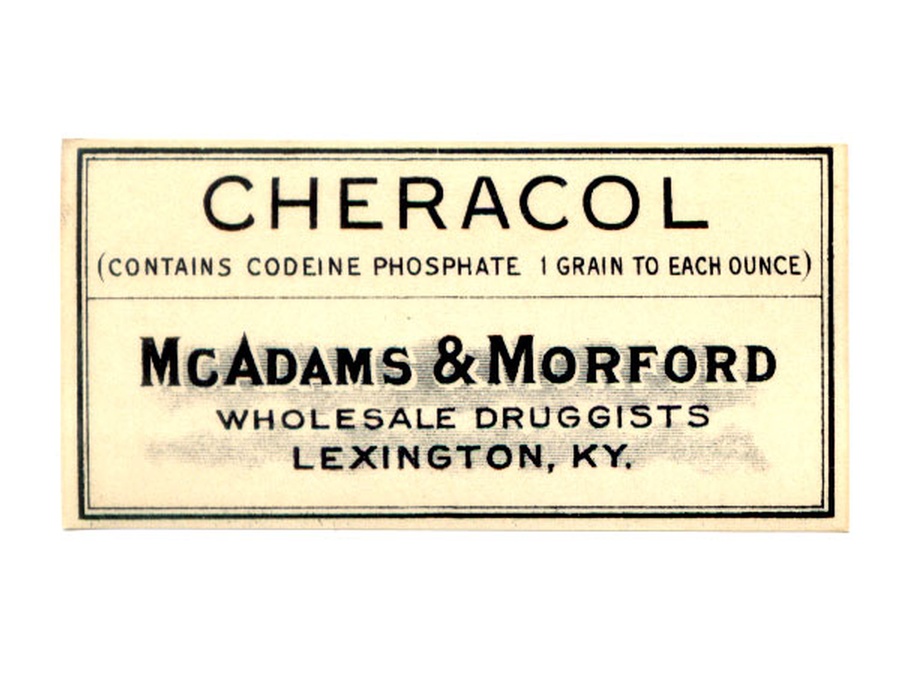 CHERACOL
(CONTAINS CODEINE PHOSPHATE 1 GRAIN TO EACH OUNCE)
McADAMS & MORFORD
WHOLESALE DRUGGISTS
LEXINGTON, KY.